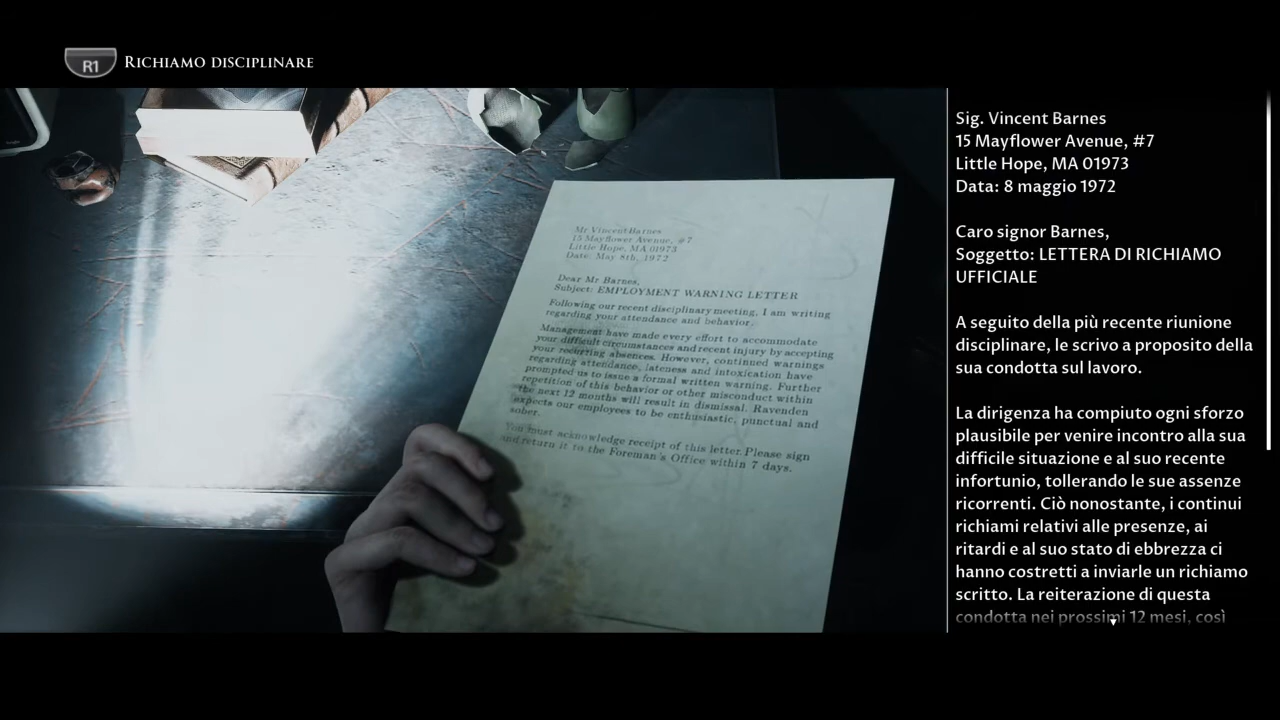 R1 RICHIAMO DISCIPLINARE
Mr Vincent Barnes
15 Mayflower Avenue, #7
Little Hope, MA 01973
Date: May 8th, 1972
Dear Mr Barnes,
Subject: EMPLOYMENT WARNING LETTER
Following our recent disciplinary meeting, I am writing
regarding your attendance and behavior.
Management have made every effort to accommodate
your difficult circumstances and recent injury by accepting
your recurring absences. However, continued warnings
regarding attendance, lateness and intoxication have
prompted us to issue a formal written warning. Further
repetition of this behavior or other misconduct within
the next 12 months will result in dismissal. Ravenden
expects our employees to be enthusiastic, punctual and
sober.
You must acknowledge receipt of this letter. Please sign
and return it to the Foreman's Office within 7 days.
Sig. Vincent Barnes
15 Mayflower Avenue, #7
Little Hope, MA 01973
Data: 8 maggio 1972
Caro signor Barnes,
Soggetto: LETTERA DI RICHIAMO
UFFICIALE
A seguito della più recente riunione
disciplinare, le scrivo a proposito della
sua condotta sul lavoro.
La dirigenza ha compiuto ogni sforzo
plausibile per venire incontro alla sua
difficile situazione e al suo recente
infortunio, tollerando le sue assenze
ricorrenti. Ciò nonostante, i continui
richiami relativi alle presenze, ai
ritardi e al suo stato di ebbrezza ci
hanno costretti a inviarle un richiamo
scritto. La reiterazione di questa
condotta nei prossimi 12 mesi, così